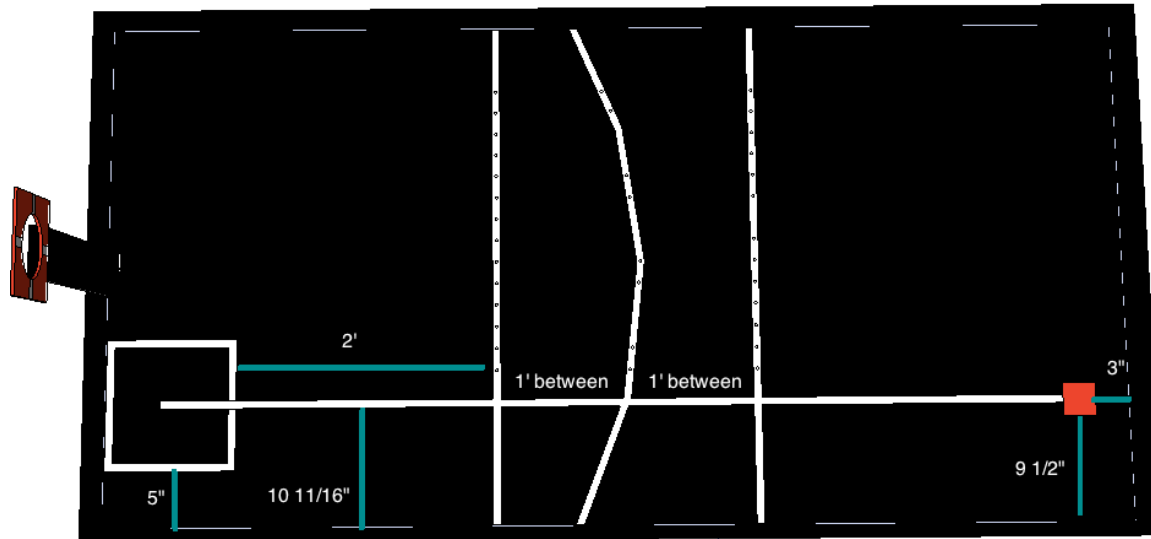 2'
1' between
1' between
3"
9 1/2"
5"
10 11/16"